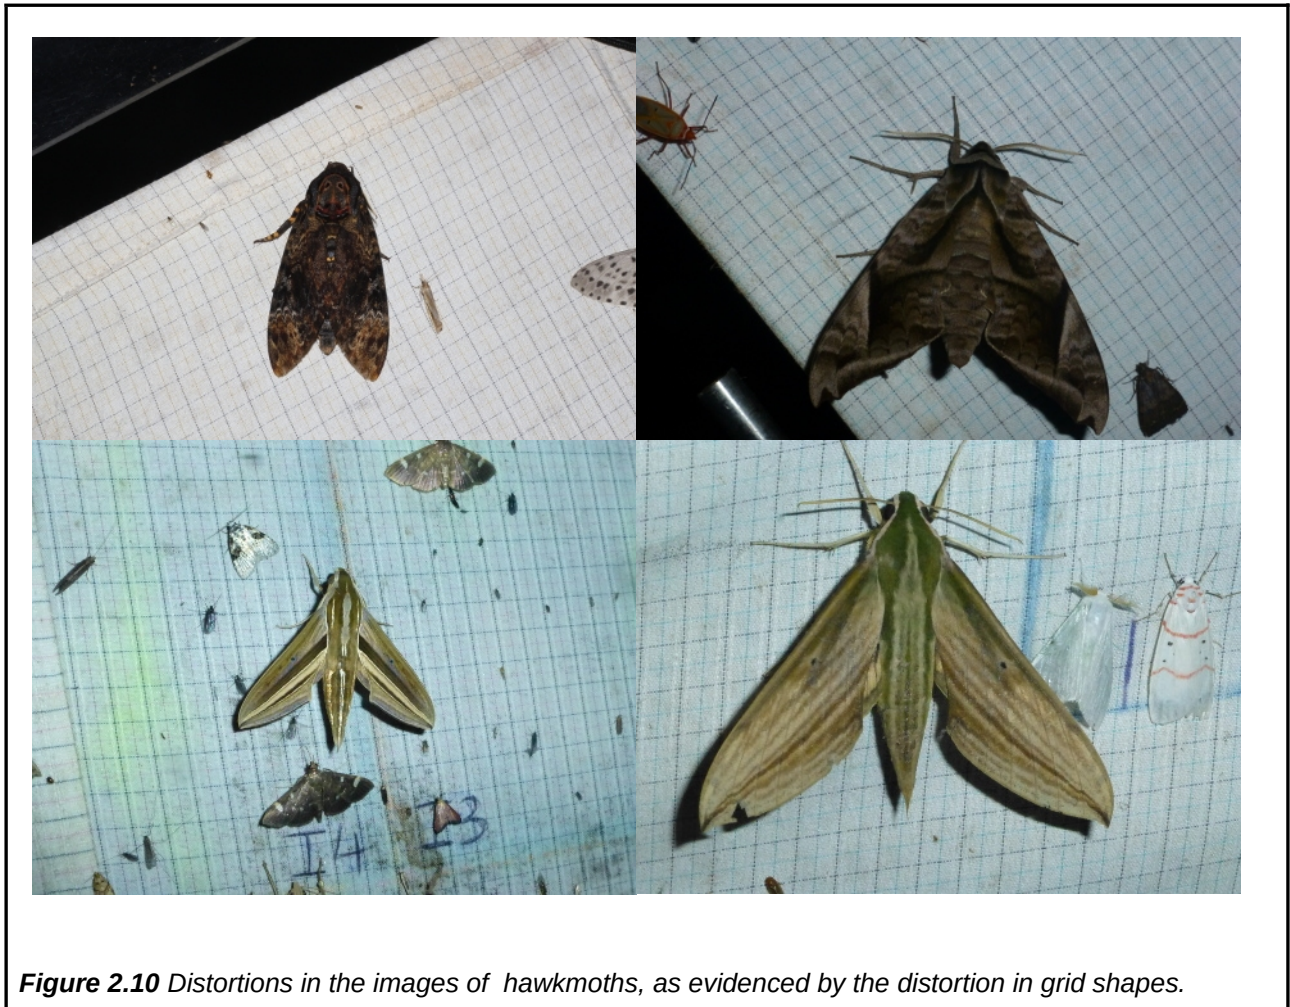 I4 I3
Figure 2.10 Distortions in the images of hawkmoths, as evidenced by the distortion in grid shapes.